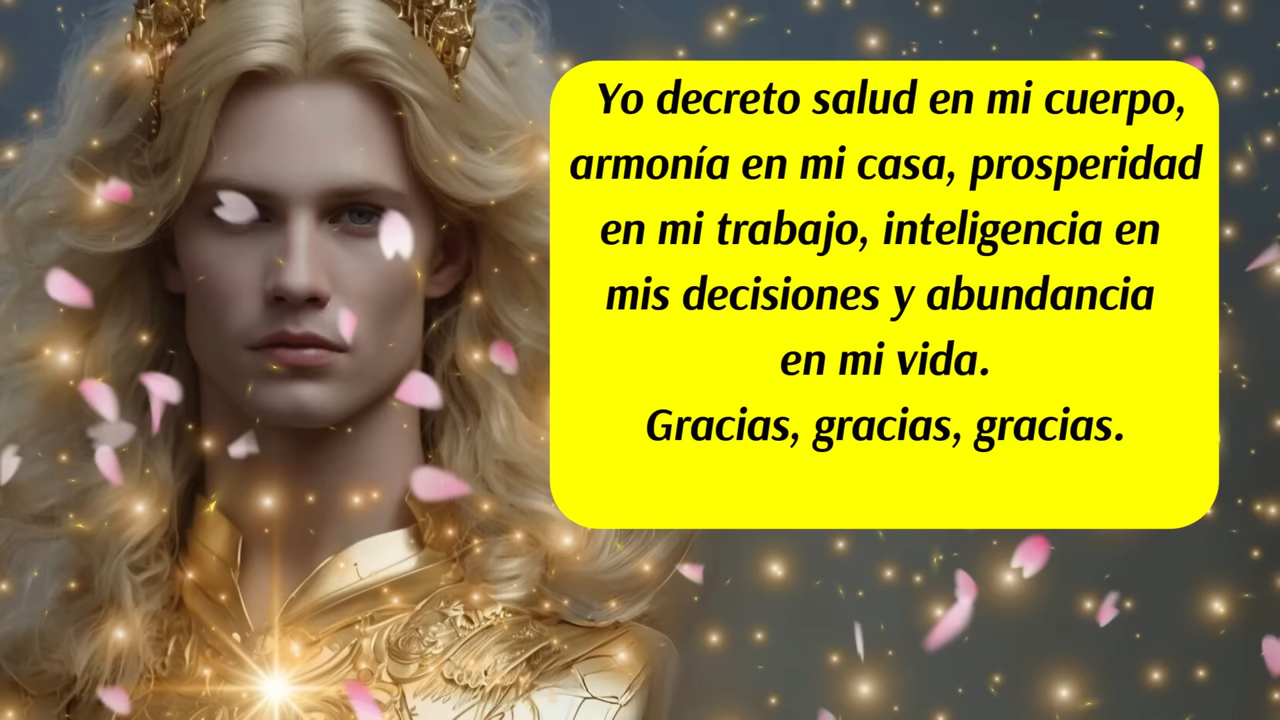 Yo decreto salud en mi cuerpo,
armonía en mi casa, prosperidad
en mi trabajo, inteligencia en
mis decisiones y abundancia
en mi vida.
Gracias, gracias, gracias.